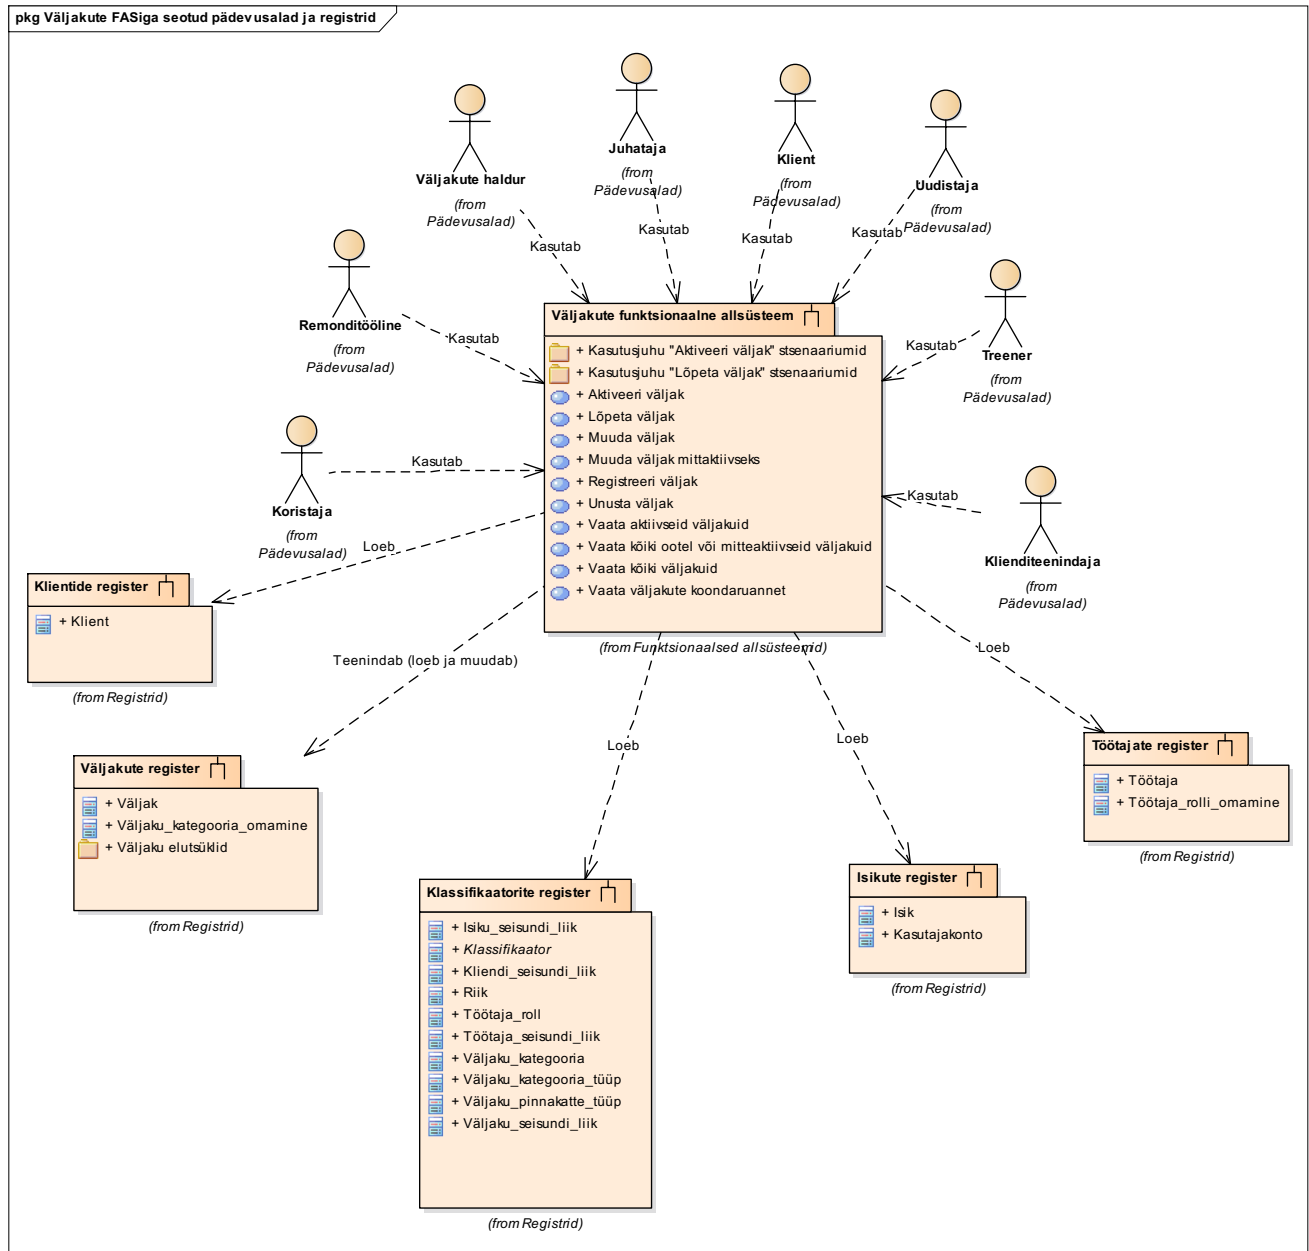 pkg Väljakute FASiga seotud pädevusalad ja registrid
Juhataja
(from
Pädevusalad)
Klient
(from
Pädevusalad)
Väljakute haldur
(from
Pädevusalad)
Uudistaja
(from
Pädevusalad)
Kasutab
Kasutab
Kasutab
Kasutab
Remonditööline
(from
Pädevusalad)
Kasutab
Treener
(from
Pädevusalad)
Kasutab
Väljakute funktsionaalne allsüsteem
+ Kasutusjuhu "Aktiveeri väljak" stsenaariumid
+ Kasutusjuhu "Lõpeta väljak" stsenaariumid
+ Aktiveeri väljak
+ Lõpeta väljak
+ Muuda väljak
+ Muuda väljak mittaktiivseks
+ Registreeri väljak
+ Unusta väljak
+ Vaata aktiivseid väljakuid
+ Vaata kõiki ootel või mitteaktiivseid väljakuid
+ Vaata kõiki väljakuid
+ Vaata väljakute koondaruannet
(from Funktsionaalsed allsüsteemid)
Koristaja
(from
Pädevusalad)
Kasutab
Klienditeenindaja
(from
Pädevusalad)
Kasutab
Loeb
Klientide register
+ Klient
(from Registrid)
Teenindab (loeb ja muudab)
Väljakute register
+ Väljak
+ Väljaku_kategooria_omamine
+ Väljaku elutsüklid
(from Registrid)
Loeb
Klassifikaatorite register
+ Isiku_seisundi_liik
+ Klassifikaator
+ Kliendi_seisundi_liik
+ Riik
+ Töötaja_roll
+ Töötaja_seisundi_liik
+ Väljaku_kategooria
+ Väljaku_kategooria_tüüp
+ Väljaku_pinnakatte_tüüp
+ Väljaku_seisundi_liik
(from Registrid)
Loeb
Isikute register
+ Isik
+ Kasutajakonto
(from Registrid)
Loeb
Töötajate register
+ Töötaja
+ Töötaja_rolli_omamine
(from Registrid)